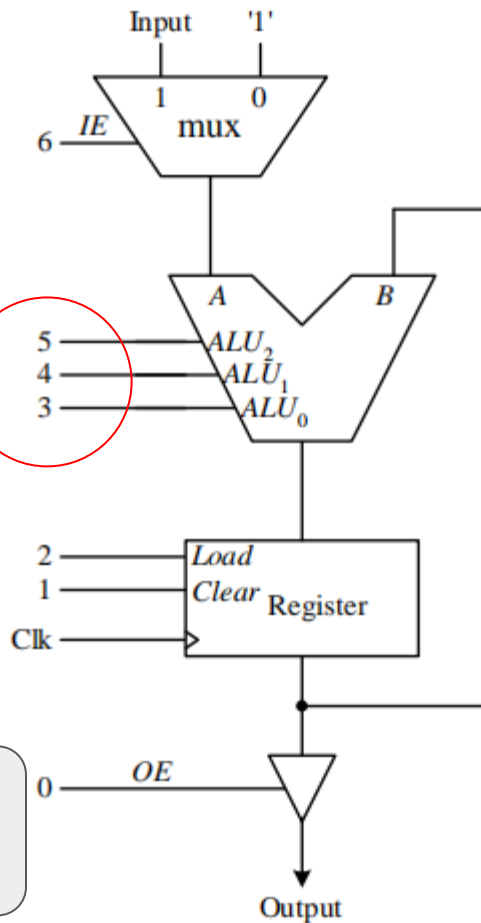 Input '1'
1 0
mux
6 IE
A B
5 ALU2
4 ALU1
3 ALU0
2 Load
1 Clear
Register
Clk
0 OE
Output